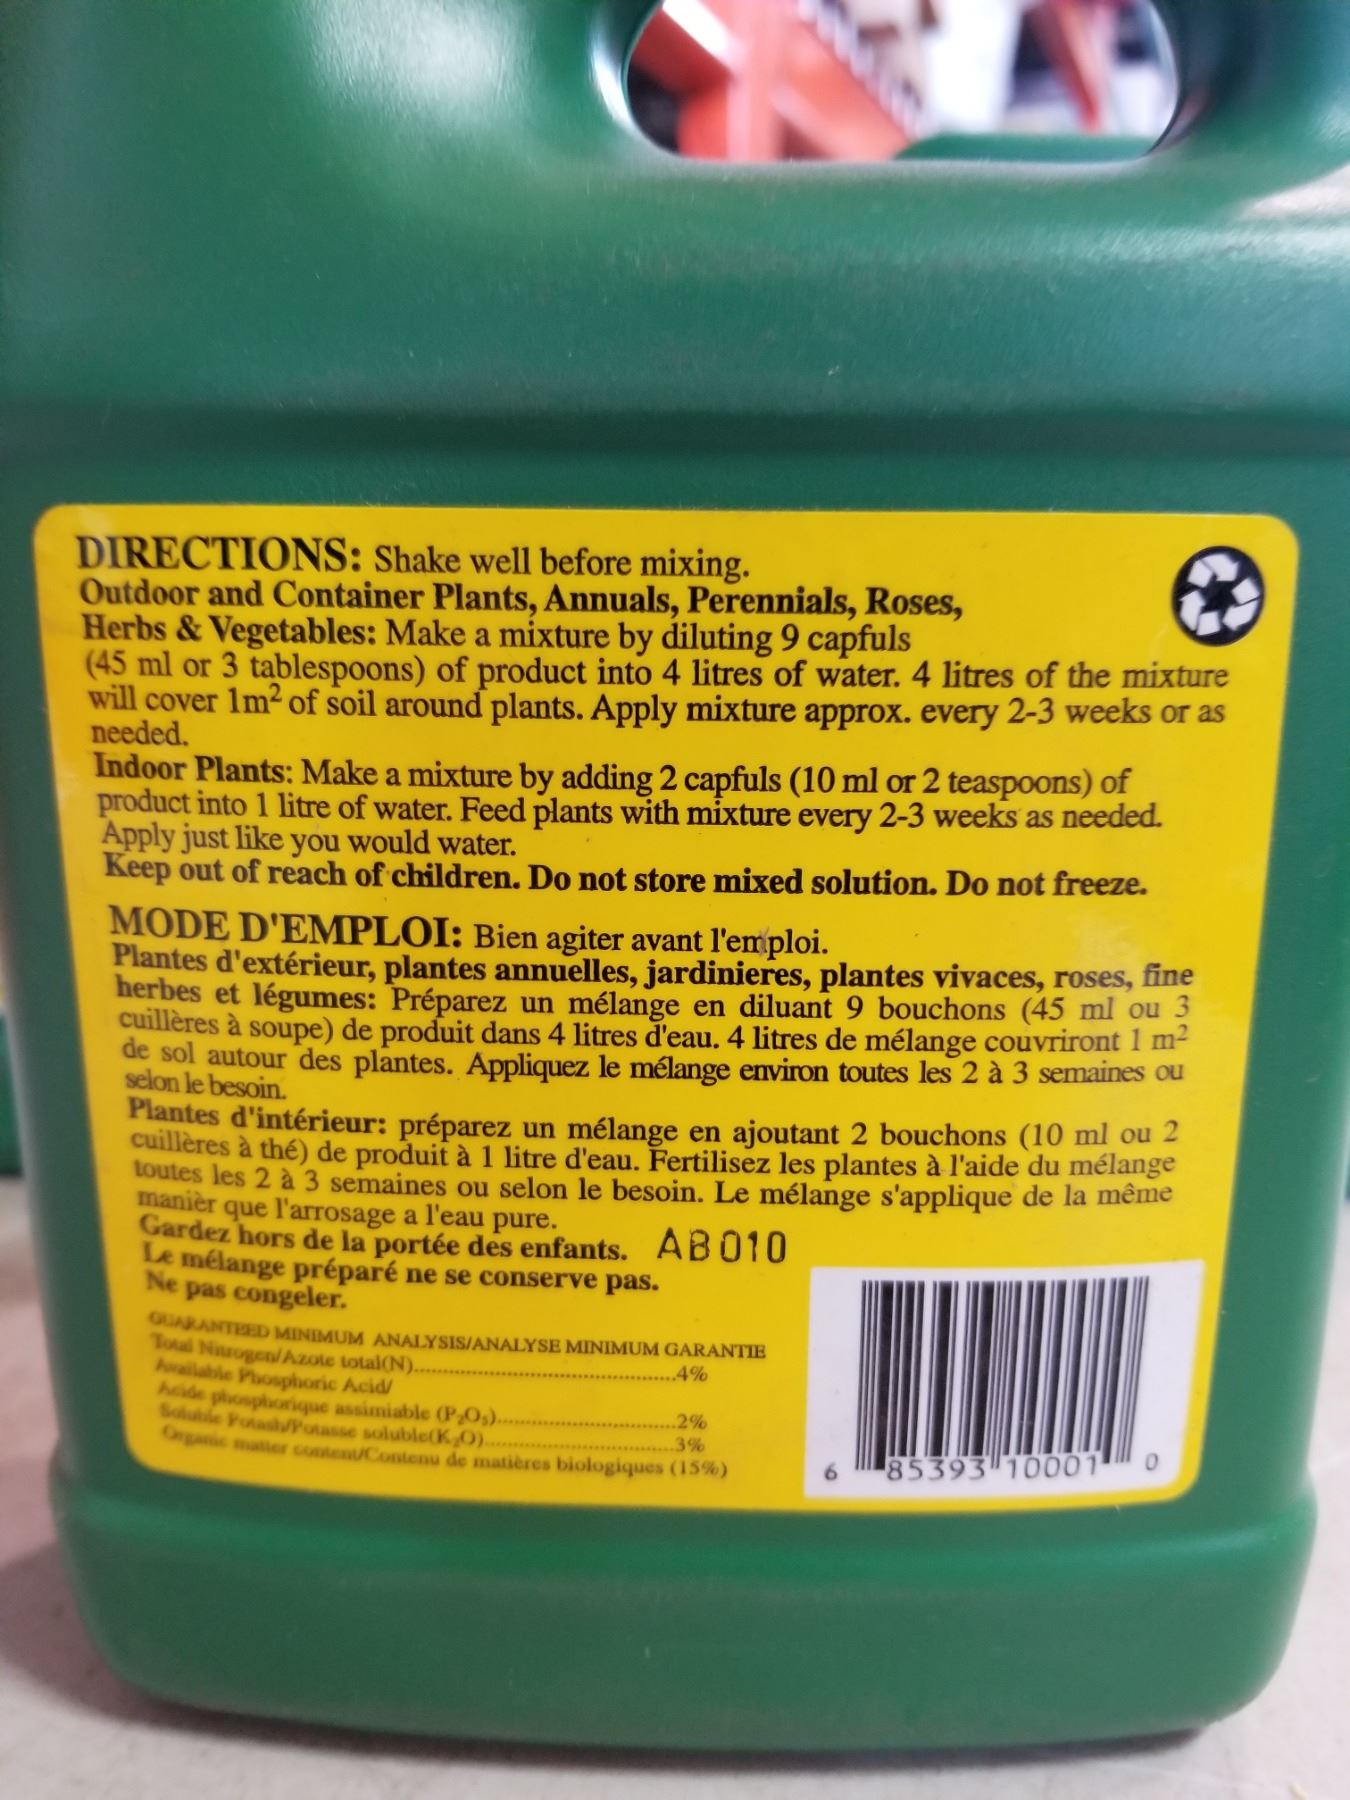 DIRECTIONS: Shake well before mixing.
Outdoor and Container Plants, Annuals, Perennials, Roses,
Herbs & Vegetables: Make a mixture by diluting 9 capfuls
(45 ml or 3 tablespoons) of product into 4 litres of water. 4 litres of the mixture
will cover 1m² of soil around plants. Apply mixture approx. every 2-3 weeks or as
needed.
Indoor Plants: Make a mixture by adding 2 capfuls (10 ml or 2 teaspoons) of
product into 1 litre of water. Feed plants with mixture every 2-3 weeks as needed.
Apply just like you would water.
Keep out of reach of children. Do not store mixed solution. Do not freeze.
MODE D'EMPLOI: Bien agiter avant l'emploi.
Plantes d'extérieur, plantes annuelles, jardinieres, plantes vivaces, roses, fine
herbes et légumes: Préparez un mélange en diluant 9 bouchons (45 ml ou 3
cuillères à soupe) de produit dans 4 litres d'eau. 4 litres de mélange couvriront 1 m²
de sol autour des plantes. Appliquez le mélange environ toutes les 2 à 3 semaines ou
selon le besoin.
Plantes d'intérieur: préparez un mélange en ajoutant 2 bouchons (10 ml ou 2
cuillères à thé) de produit à 1 litre d'eau. Fertilisez les plantes à l'aide du mélange
toutes les 2 à 3 semaines ou selon le besoin. Le mélange s'applique de la même
manièr que l'arrosage a l'eau pure.
Gardez hors de la portée des enfants. AB010
Le mélange préparé ne se conserve pas.
Ne pas congeler.
GUARANTEED MINIMUM ANALYSIS/ANALYSE MINIMUM GARANTIE
Total Nitrogen/Azote total(N)..........4%
Available Phosphoric Acid/
Acide phosphorique assimiable (P₂O₅)..........2%
Soluble Potash/Potasse soluble(K₂O)..........3%
Organic matter content/Contenu de matières biologiques (15%)
6 85393 10001 0